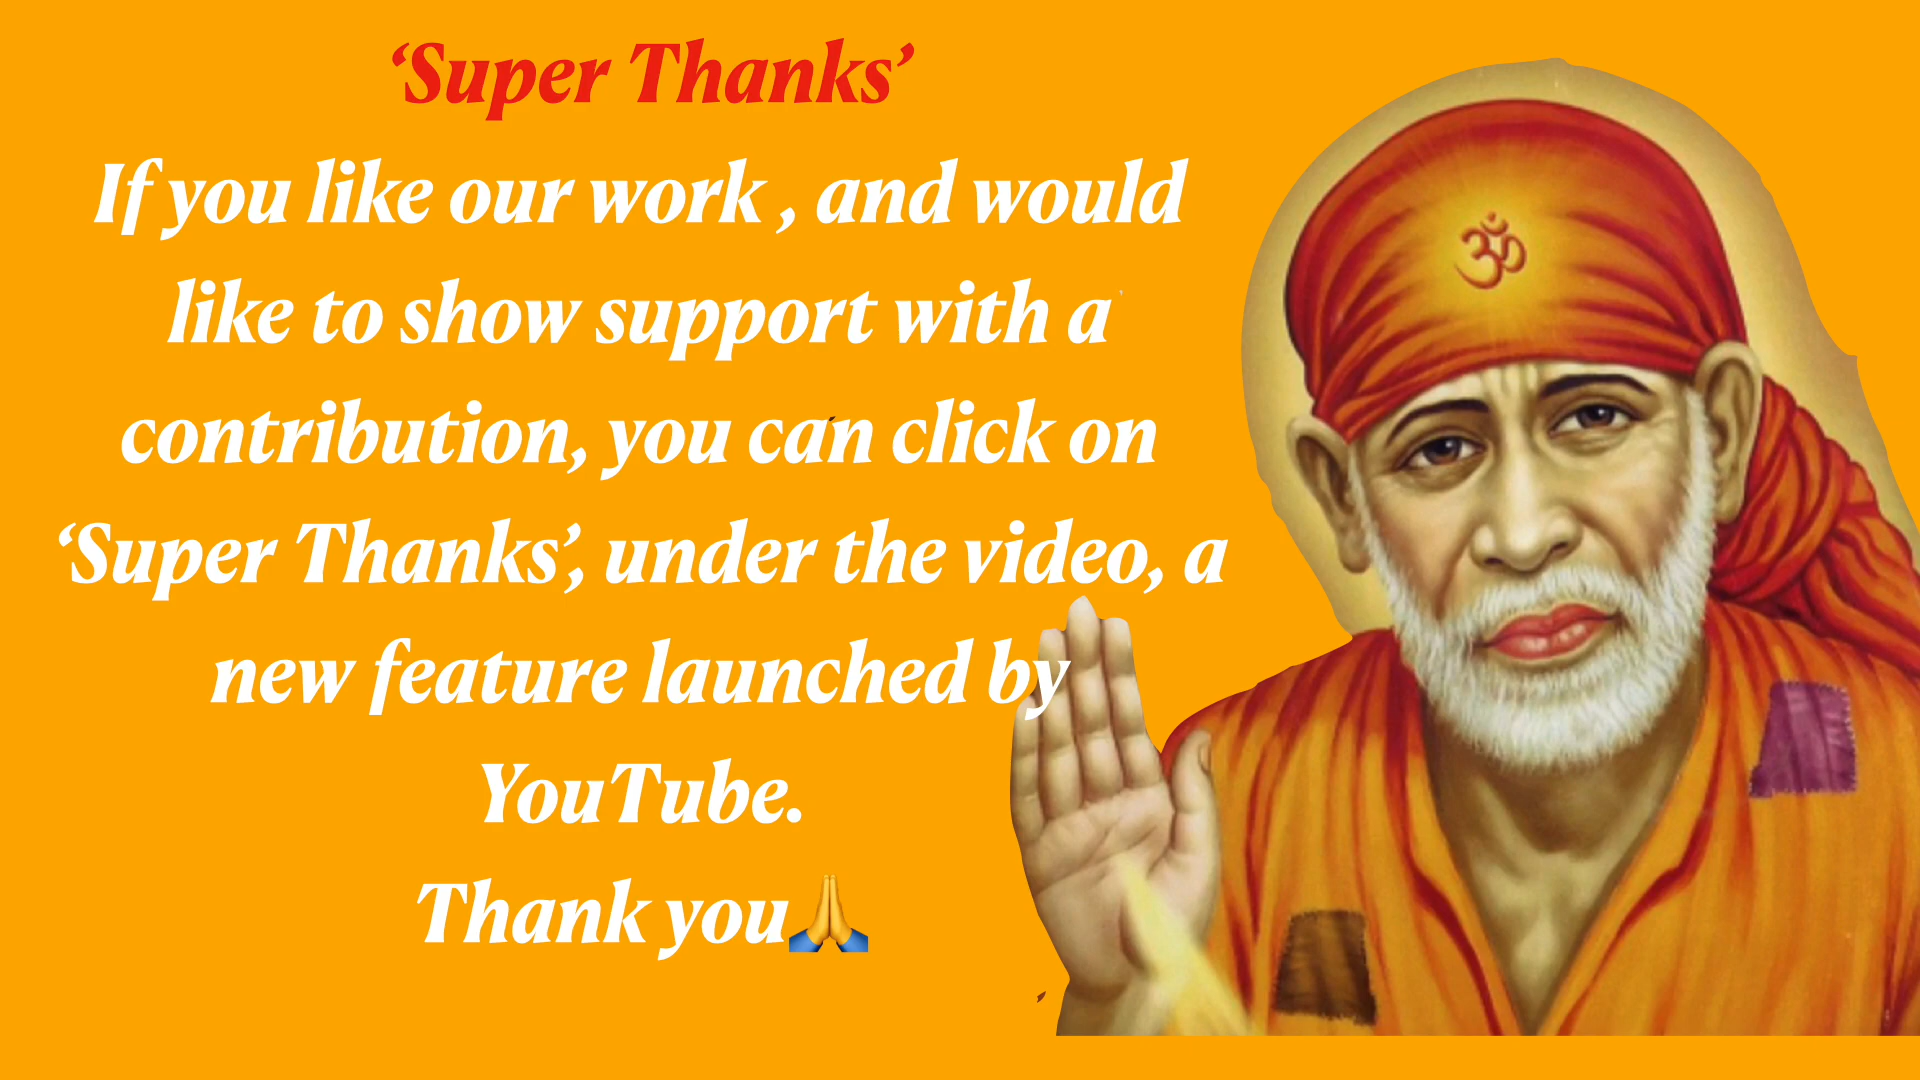 ‘Super Thanks’
If you like our work , and would
like to show support with a
contribution, you can click on
‘Super Thanks’, under the video, a
new feature launched by
YouTube.
Thank you🙏
ॐ